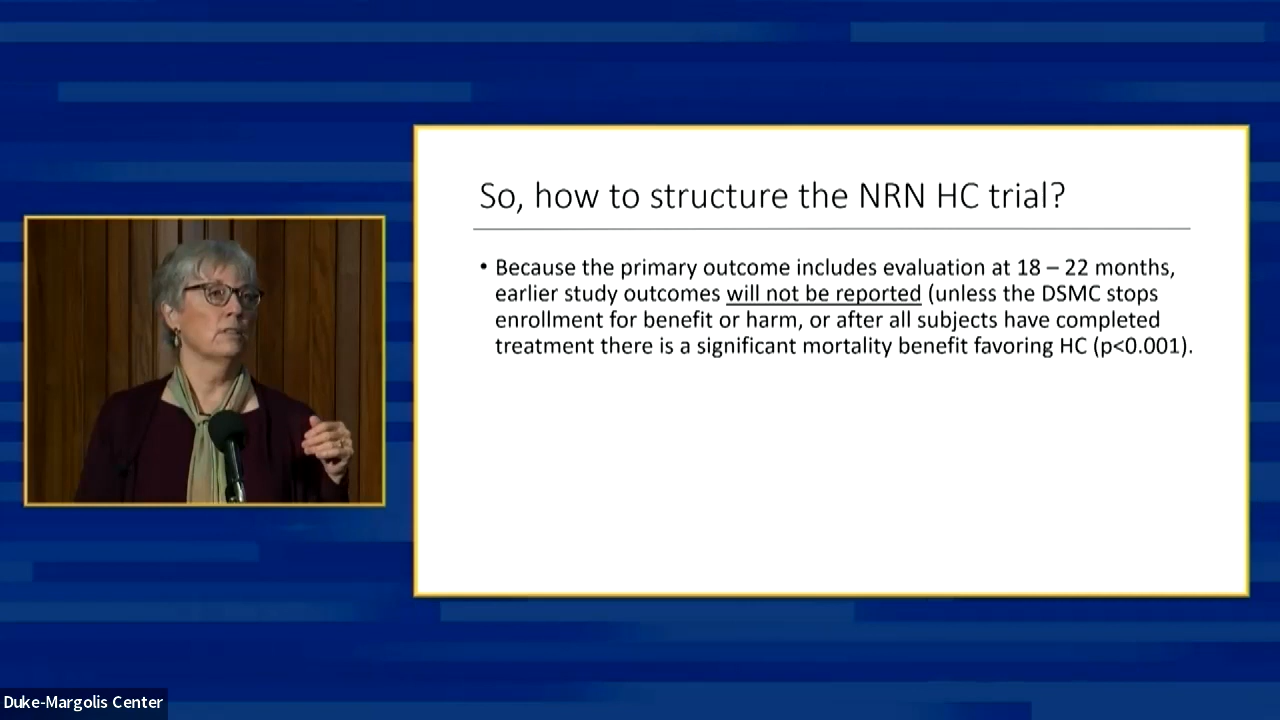 So, how to structure the NRN HC trial?
• Because the primary outcome includes evaluation at 18 – 22 months,
earlier study outcomes will not be reported (unless the DSMC stops
enrollment for benefit or harm, or after all subjects have completed
treatment there is a significant mortality benefit favoring HC (p<0.001).
Duke-Margolis Center